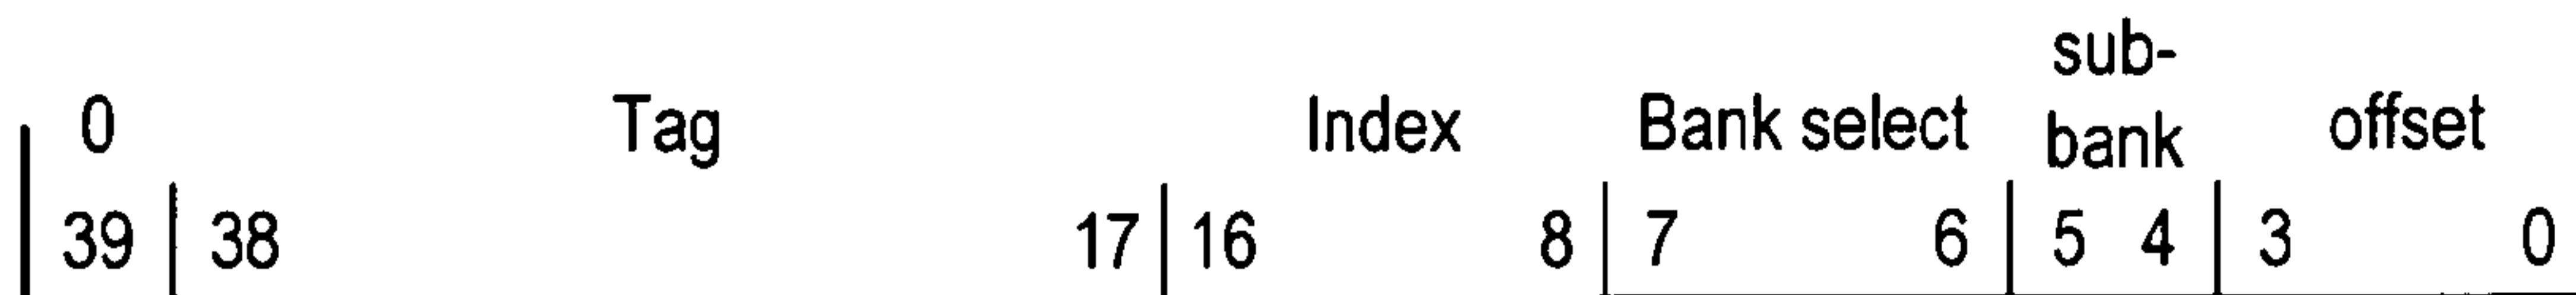 0 Tag Index Bank select sub-
bank offset
39 38 17 16 8 7 6 5 4 3 0